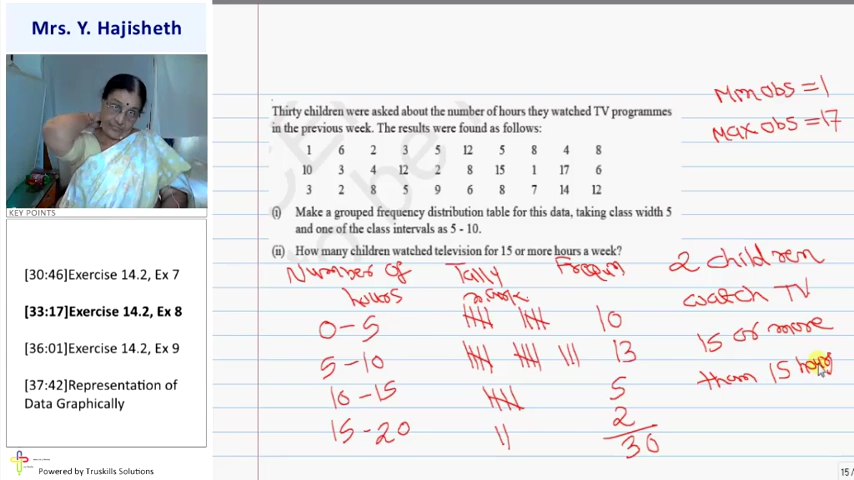 Mrs. Y. Hajisheth
KEY POINTS
[30:46]Exercise 14.2, Ex 7
[33:17]Exercise 14.2, Ex 8
[36:01]Exercise 14.2, Ex 9
[37:42]Representation of
Data Graphically
Powered by Truskills Solutions
Min obs = 1
Max obs = 17
Thirty children were asked about the number of hours they watched TV programmes
in the previous week. The results were found as follows:
1 6 2 3 5 12 5 8 4 8
10 3 4 12 2 8 15 1 17 6
3 2 8 5 9 6 8 7 14 12
(i) Make a grouped frequency distribution table for this data, taking class width 5
and one of the class intervals as 5 - 10.
(ii) How many children watched television for 15 or more hours a week?
Number of Tally Frequn
hours mark
0-5 10
5-10 13
10-15 5
15-20 2
30
2 children
watch TV
15 or more
than 15 hours
15/